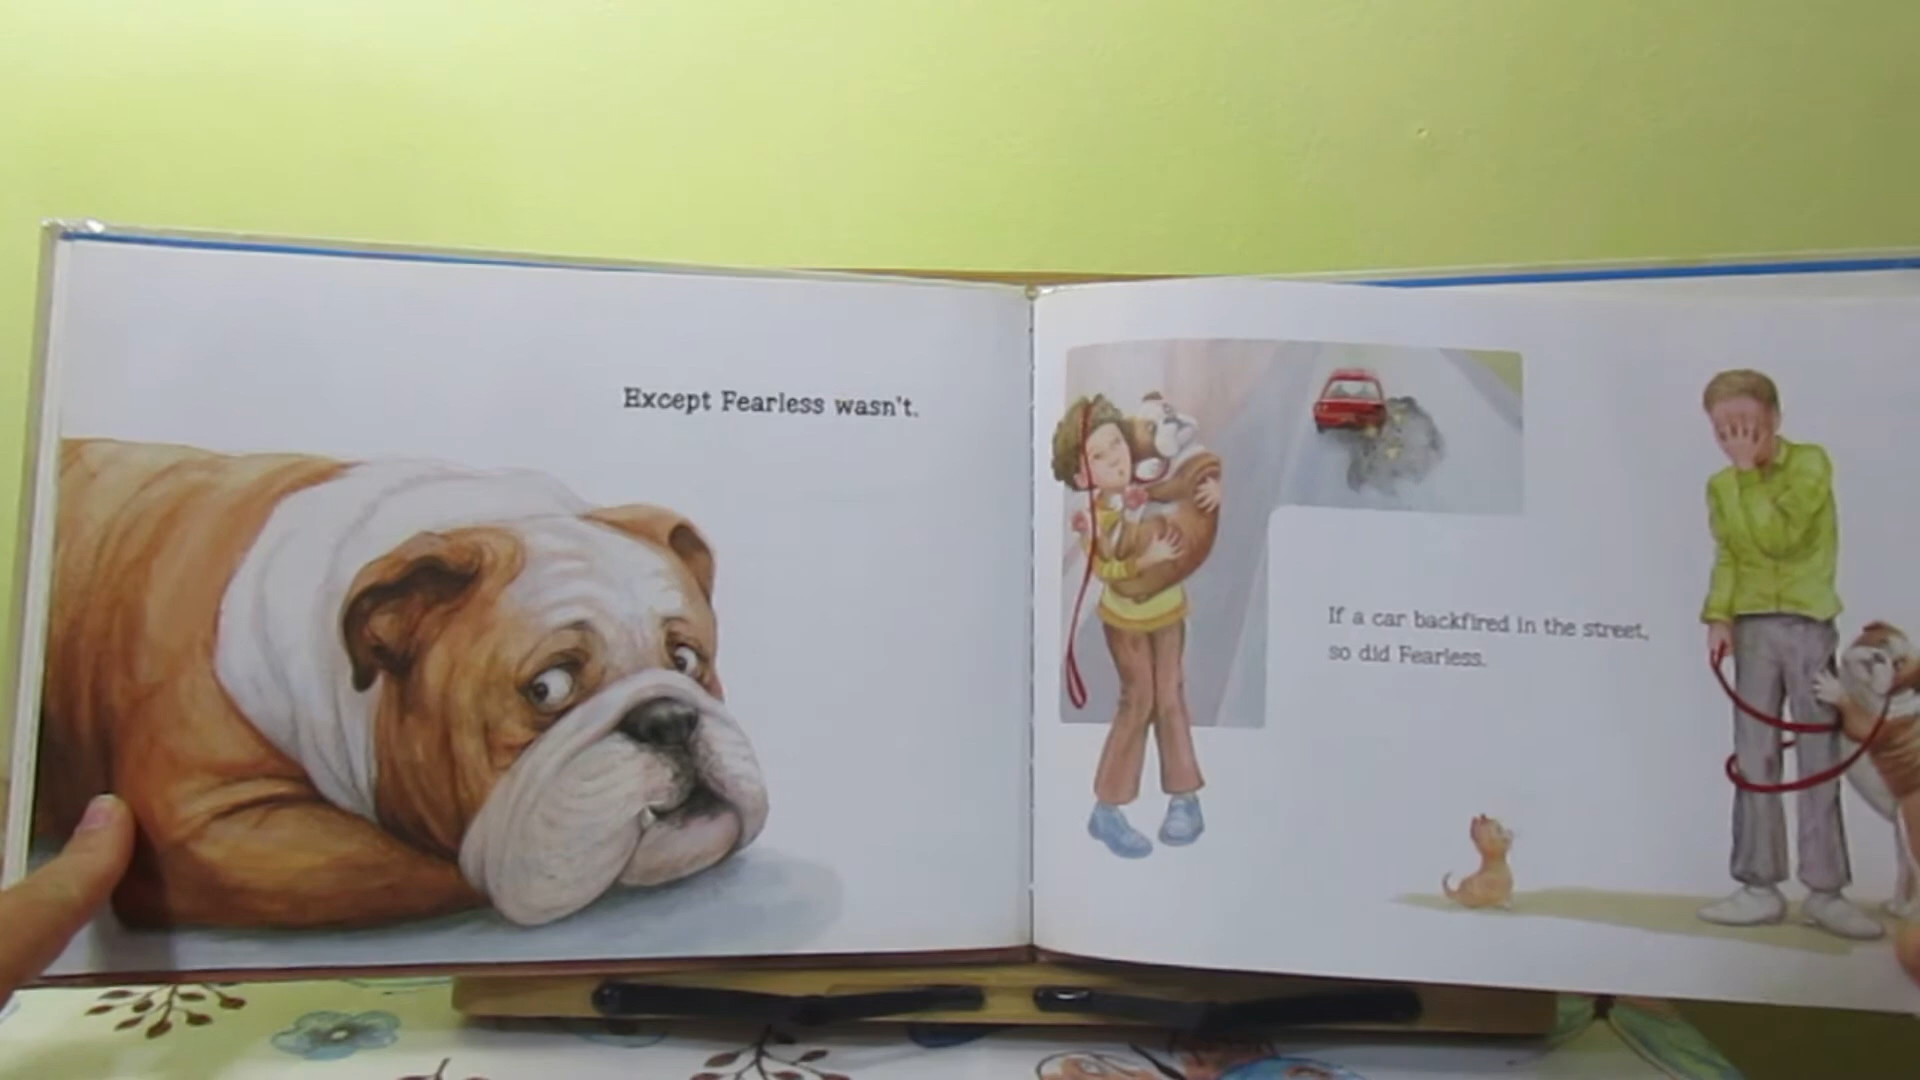 Except Fearless wasn't.
If a car backfired in the street,
so did Fearless.